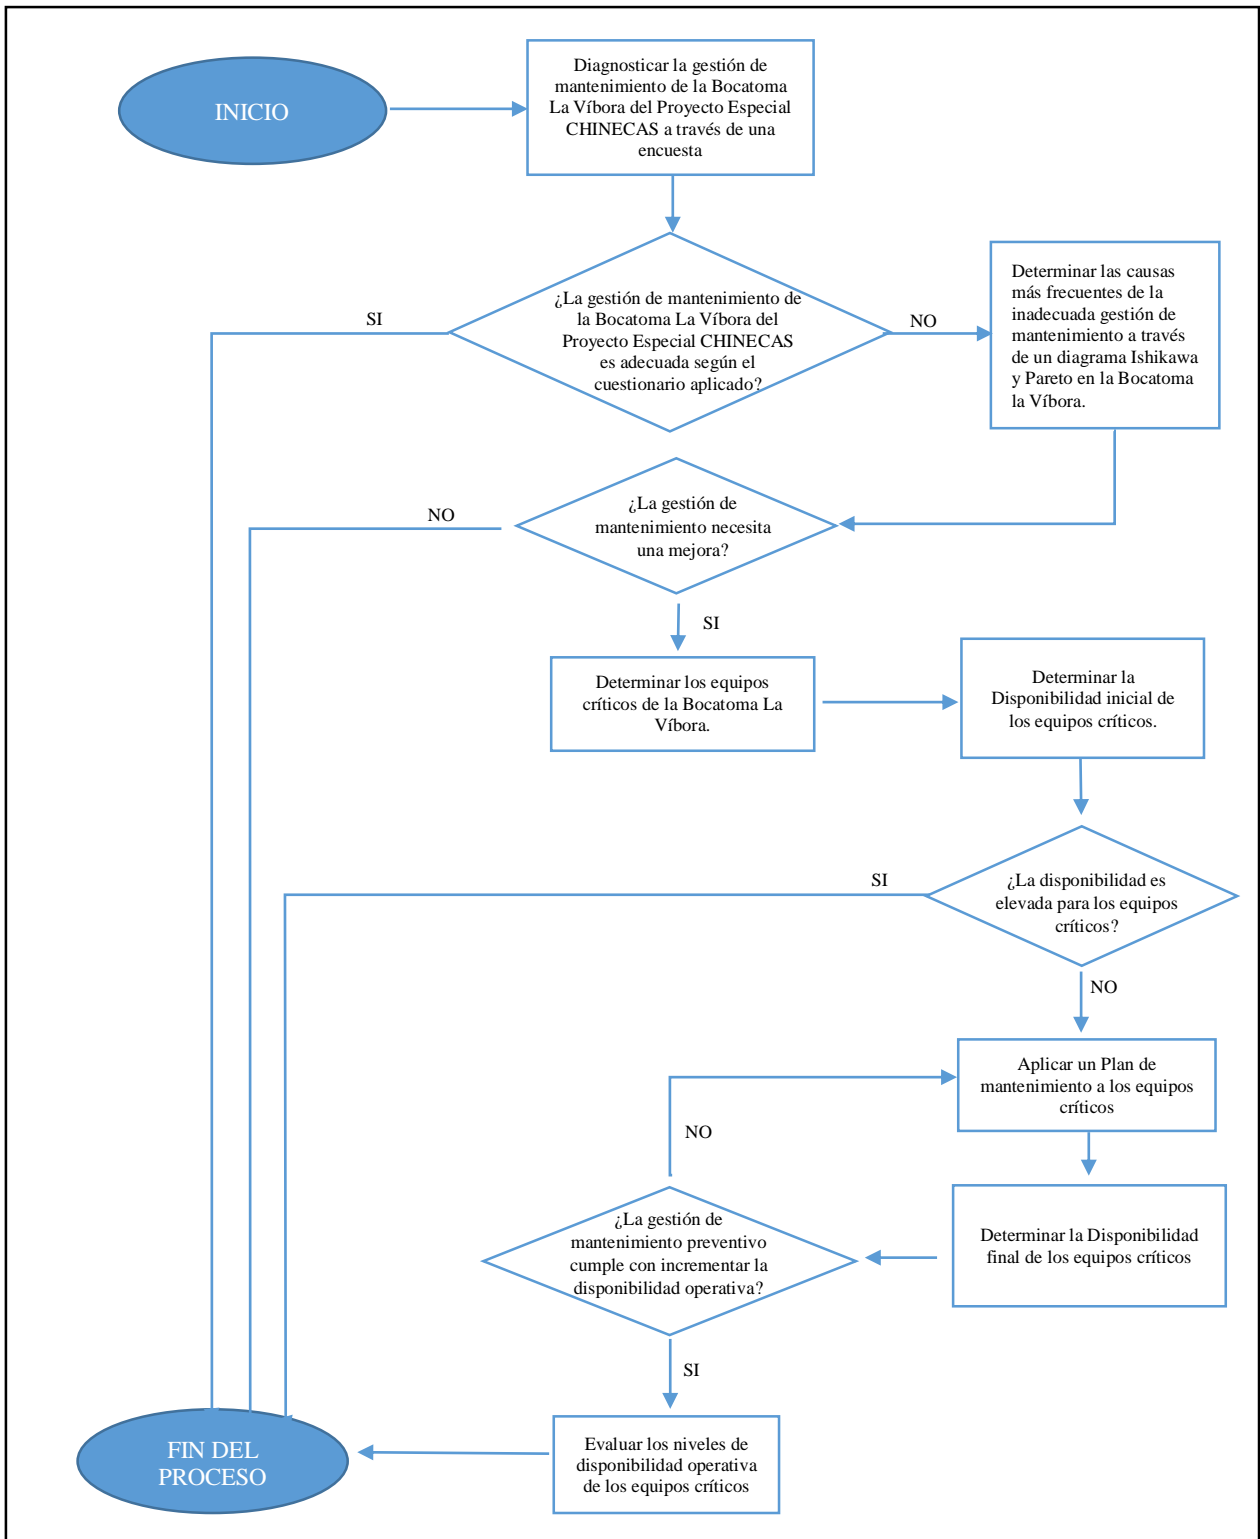 INICIO
Diagnosticar la gestión de
mantenimiento de la Bocatoma
La Víbora del Proyecto Especial
CHINECAS a través de una
encuesta
¿La gestión de mantenimiento de
la Bocatoma La Víbora del
Proyecto Especial CHINECAS
es adecuada según el
cuestionario aplicado?
SI
NO
Determinar las causas
más frecuentes de la
inadecuada gestión de
mantenimiento a través
de un diagrama Ishikawa
y Pareto en la Bocatoma
la Víbora.
¿La gestión de
mantenimiento necesita
una mejora?
NO
SI
Determinar los equipos
críticos de la Bocatoma La
Víbora.
Determinar la
Disponibilidad inicial de
los equipos críticos.
¿La disponibilidad es
elevada para los equipos
críticos?
SI
NO
Aplicar un Plan de
mantenimiento a los equipos
críticos
Determinar la Disponibilidad
final de los equipos críticos
¿La gestión de
mantenimiento preventivo
cumple con incrementar la
disponibilidad operativa?
NO
SI
Evaluar los niveles de
disponibilidad operativa
de los equipos críticos
FIN DEL
PROCESO